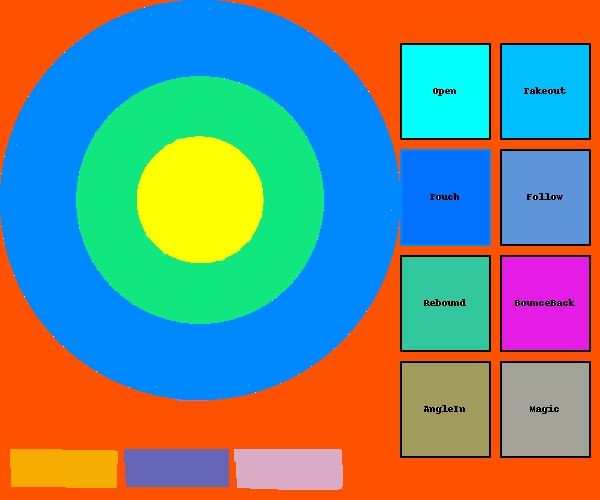 Open
Takeout
Touch
Follow
Rebound
BounceBack
AngleIn
Magic